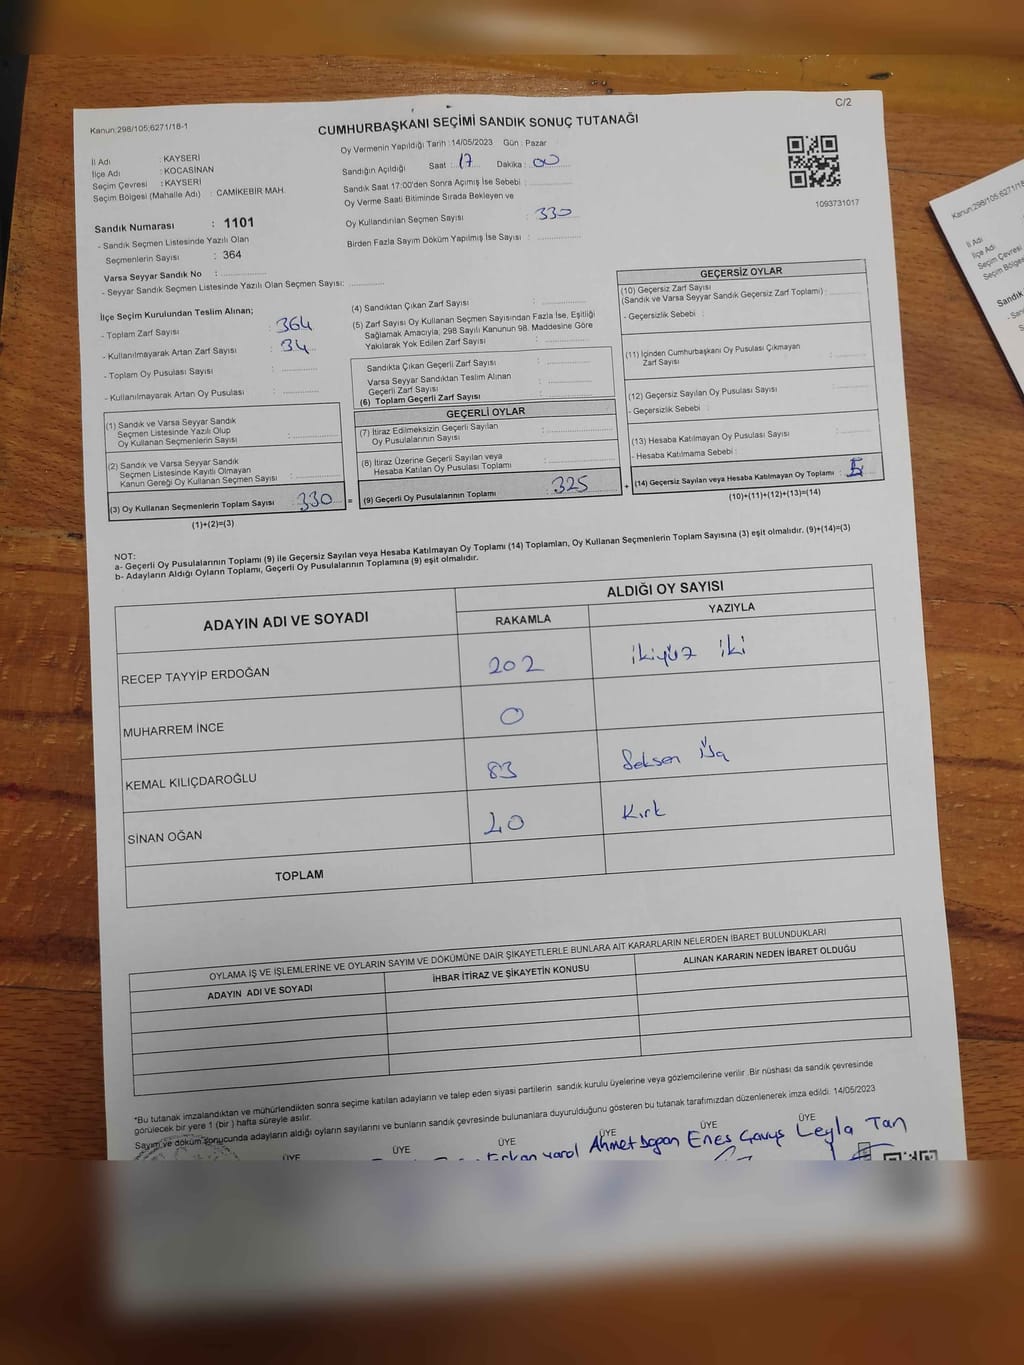 C/2
Kanun:298/105;6271/18-1
CUMHURBAŞKANI SEÇİMİ SANDIK SONUÇ TUTANAĞI
İl Adı : KAYSERİ
İlçe Adı : KOCASİNAN
Seçim Çevresi : KAYSERİ
Seçim Bölgesi (Mahalle Adı) : CAMİKEBİR MAH.
Oy Vermenin Yapıldığı Tarih : 14/05/2023 Gün : Pazar
Sandığın Açıldığı Saat : 17 Dakika : 00
Sandık Saat 17:00'den Sonra Açımış İse Sebebi :
Oy Verme Saati Bitiminde Sırada Bekleyen ve
Oy Kullandırılan Seçmen Sayısı : 330
Birden Fazla Sayım Döküm Yapılmış İse Sayısı :
1093731017
Sandık Numarası : 1101
- Sandık Seçmen Listesinde Yazılı Olan
Seçmenlerin Sayısı : 364
Varsa Seyyar Sandık No :
- Seyyar Sandık Seçmen Listesinde Yazılı Olan Seçmen Sayısı:
İlçe Seçim Kurulundan Teslim Alınan;
- Toplam Zarf Sayısı : 364
- Kullanılmayarak Artan Zarf Sayısı : 34
- Toplam Oy Pusulası Sayısı :
- Kullanılmayarak Artan Oy Pusulası :
(1) Sandık ve Varsa Seyyar Sandık
Seçmen Listesinde Yazılı Olup
Oy Kullanan Seçmenlerin Sayısı :
(2) Sandık ve Varsa Seyyar Sandık
Seçmen Listesinde Kayıtlı Olmayan
Kanun Gereği Oy Kullanan Seçmen Sayısı :
(3) Oy Kullanan Seçmenlerin Toplam Sayısı : 330 =
(1)+(2)=(3)
(4) Sandıktan Çıkan Zarf Sayısı :
(5) Zarf Sayısı Oy Kullanan Seçmen Sayısından Fazla İse, Eşitliği
Sağlamak Amacıyla, 298 Sayılı Kanunun 98. Maddesine Göre
Yakılarak Yok Edilen Zarf Sayısı :
Sandıkta Çıkan Geçerli Zarf Sayısı :
Varsa Seyyar Sandıktan Teslim Alınan
Geçerli Zarf Sayısı :
(6) Toplam Geçerli Zarf Sayısı :
GEÇERLİ OYLAR
(7) İtiraz Edilmeksizin Geçerli Sayılan
Oy Pusulalarının Sayısı :
(8) İtiraz Üzerine Geçerli Sayılan veya
Hesaba Katılan Oy Pusulası Toplamı :
(9) Geçerli Oy Pusulalarının Toplamı : 325 +
GEÇERSİZ OYLAR
(10) Geçersiz Zarf Sayısı
(Sandık ve Varsa Seyyar Sandık Geçersiz Zarf Toplamı) :
- Geçersizlik Sebebi :
(11) İçinden Cumhurbaşkanı Oy Pusulası Çıkmayan
Zarf Sayısı :
(12) Geçersiz Sayılan Oy Pusulası Sayısı :
- Geçersizlik Sebebi :
(13) Hesaba Katılmayan Oy Pusulası Sayısı :
- Hesaba Katılmama Sebebi :
(14) Geçersiz Sayılan veya Hesaba Katılmayan Oy Toplamı : 5
(10)+(11)+(12)+(13)=(14)
NOT:
a- Geçerli Oy Pusulalarının Toplamı (9) ile Geçersiz Sayılan veya Hesaba Katılmayan Oy Toplamı (14) Toplamları, Oy Kullanan Seçmenlerin Toplam Sayısına (3) eşit olmalıdır. (9)+(14)=(3)
b- Adayların Aldığı Oyların Toplamı, Geçerli Oy Pusulalarının Toplamına (9) eşit olmalıdır.
ADAYIN ADI VE SOYADI
ALDIĞI OY SAYISI
RAKAMLA YAZIYLA
RECEP TAYYİP ERDOĞAN 202 ikiyüz iki
MUHARREM İNCE 0
KEMAL KILIÇDAROĞLU 83 Seksen üç
SİNAN OĞAN 40 Kırk
TOPLAM
OYLAMA İŞ VE İŞLEMLERİNE VE OYLARIN SAYIM VE DÖKÜMÜNE DAİR ŞİKAYETLERLE BUNLARA AİT KARARLARIN NELERDEN İBARET BULUNDUKLARI
ADAYIN ADI VE SOYADI İHBAR İTİRAZ VE ŞİKAYETİN KONUSU ALINAN KARARIN NEDEN İBARET OLDUĞU
*Bu tutanak imzalandıktan ve mühürlendikten sonra seçime katılan adayların ve talep eden siyasi partilerin sandık kurulu üyelerine veya gözlemcilerine verilir .Bir nüshası da sandık çevresinde
görülecek bir yere 1 (bir ) hafta süreyle asılır.
Sayım ve döküm sonucunda adayların aldığı oyların sayılarını ve bunların sandık çevresinde bulunanlara duyurulduğunu gösteren bu tutanak tarafımızdan düzenlenerek imza edildi. 14/05/2023
ÜYE ÜYE ÜYE ÜYE ÜYE ÜYE
Erkan Ahmet Dogan Enes Çavuş Leyla Tan
Kanun:298/105;6271/18
İl Adı
İlçe Adı
Seçim Çevresi
Seçim Bölges
Sandık